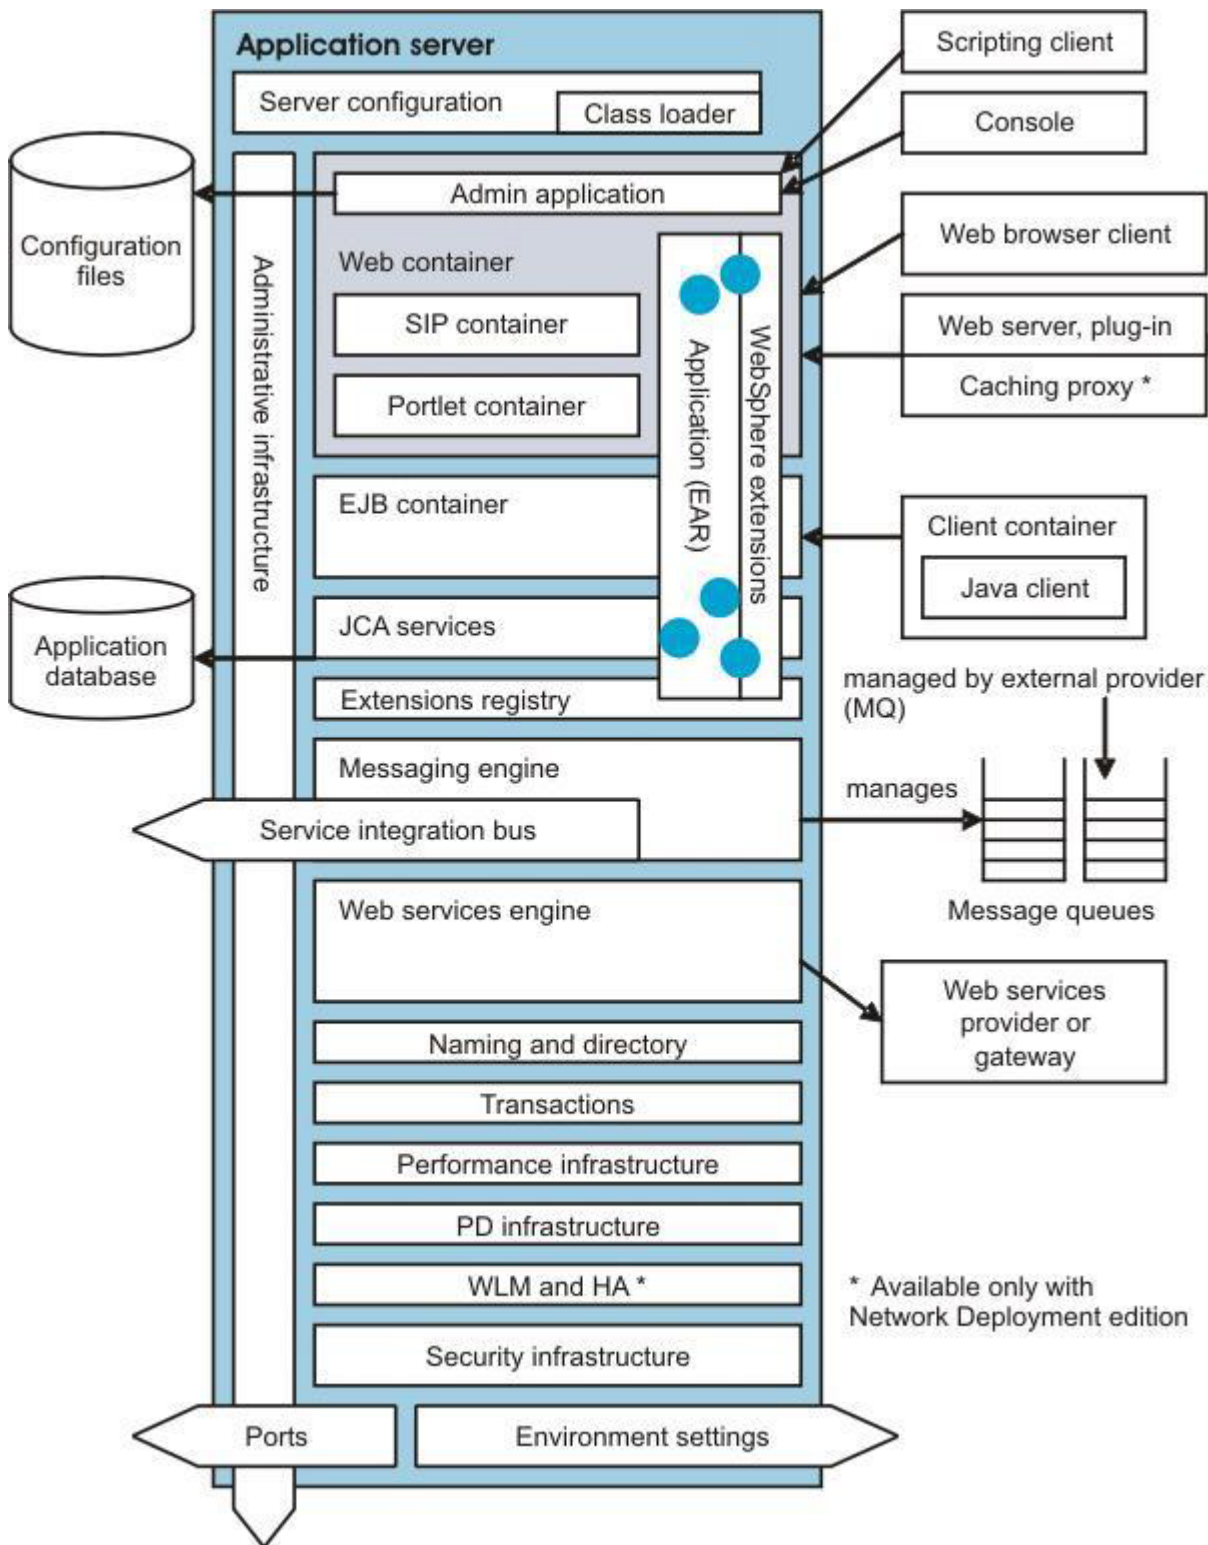 Application server
Server configuration
Class loader
Scripting client
Console
Admin application
Configuration
files
Administrative infrastructure
Web container
SIP container
Portlet container
Application (EAR)
WebSphere extensions
Web browser client
Web server, plug-in
Caching proxy *
EJB container
Client container
Java client
JCA services
Application
database
Extensions registry
managed by external provider
(MQ)
Messaging engine
manages
Service integration bus
Message queues
Web services engine
Web services
provider or
gateway
Naming and directory
Transactions
Performance infrastructure
PD infrastructure
WLM and HA *
* Available only with
Network Deployment edition
Security infrastructure
Ports
Environment settings